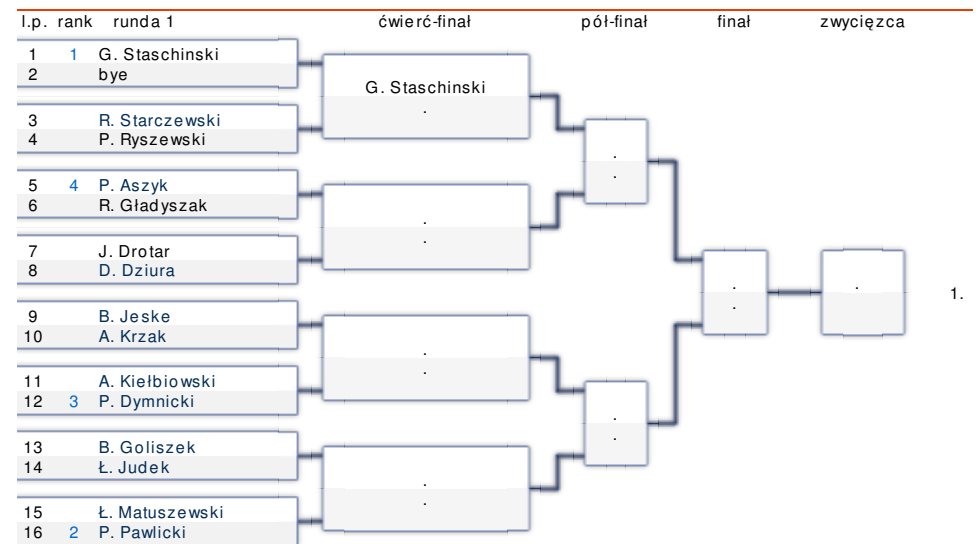 l.p. rank runda 1 ćwierć-finał pół-finał finał zwycięzca
1 1 G. Staschinski
2 bye
G. Staschinski
.
3 R. Starczewski
4 P. Ryszewski
.
.
5 4 P. Aszyk
6 R. Gładyszak
.
.
7 J. Drotar
8 D. Dziura
.
.
.
1.
9 B. Jeske
10 A. Krzak
.
.
11 A. Kiełbiowski
12 3 P. Dymnicki
.
.
13 B. Goliszek
14 Ł. Judek
.
.
15 Ł. Matuszewski
16 2 P. Pawlicki